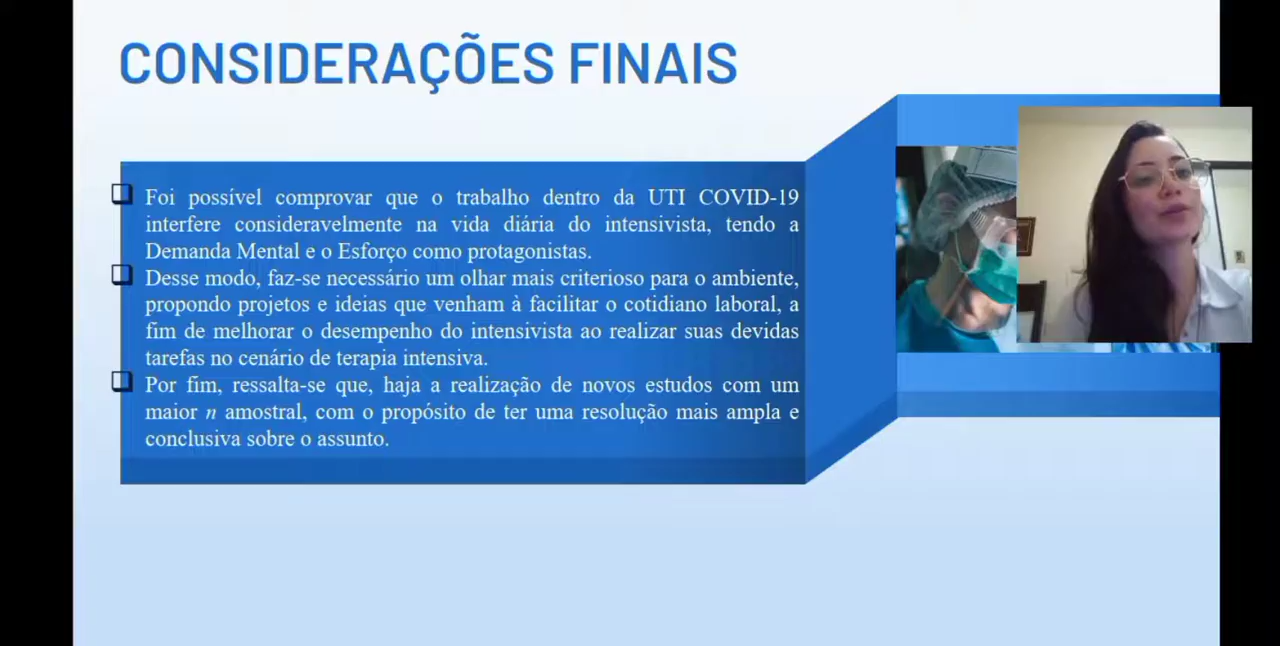 CONSIDERAÇÕES FINAIS
Foi possível comprovar que o trabalho dentro da UTI COVID-19
interfere consideravelmente na vida diária do intensivista, tendo a
Demanda Mental e o Esforço como protagonistas.
Desse modo, faz-se necessário um olhar mais criterioso para o ambiente,
propondo projetos e ideias que venham à facilitar o cotidiano laboral, a
fim de melhorar o desempenho do intensivista ao realizar suas devidas
tarefas no cenário de terapia intensiva.
Por fim, ressalta-se que, haja a realização de novos estudos com um
maior n amostral, com o propósito de ter uma resolução mais ampla e
conclusiva sobre o assunto.